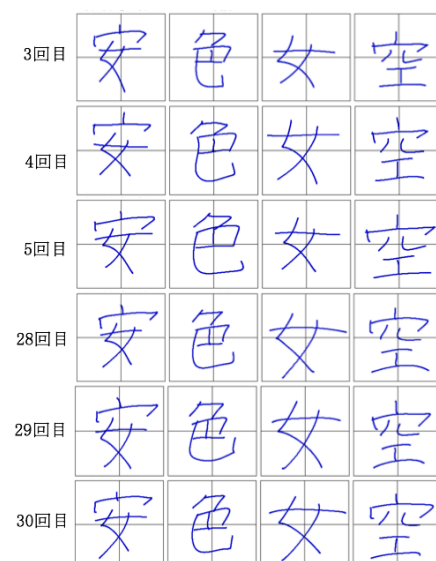 3回目 安 色 女 空
4回目 安 色 女 空
5回目 安 色 女 空
28回目 安 色 女 空
29回目 安 色 女 空
30回目 安 色 女 空